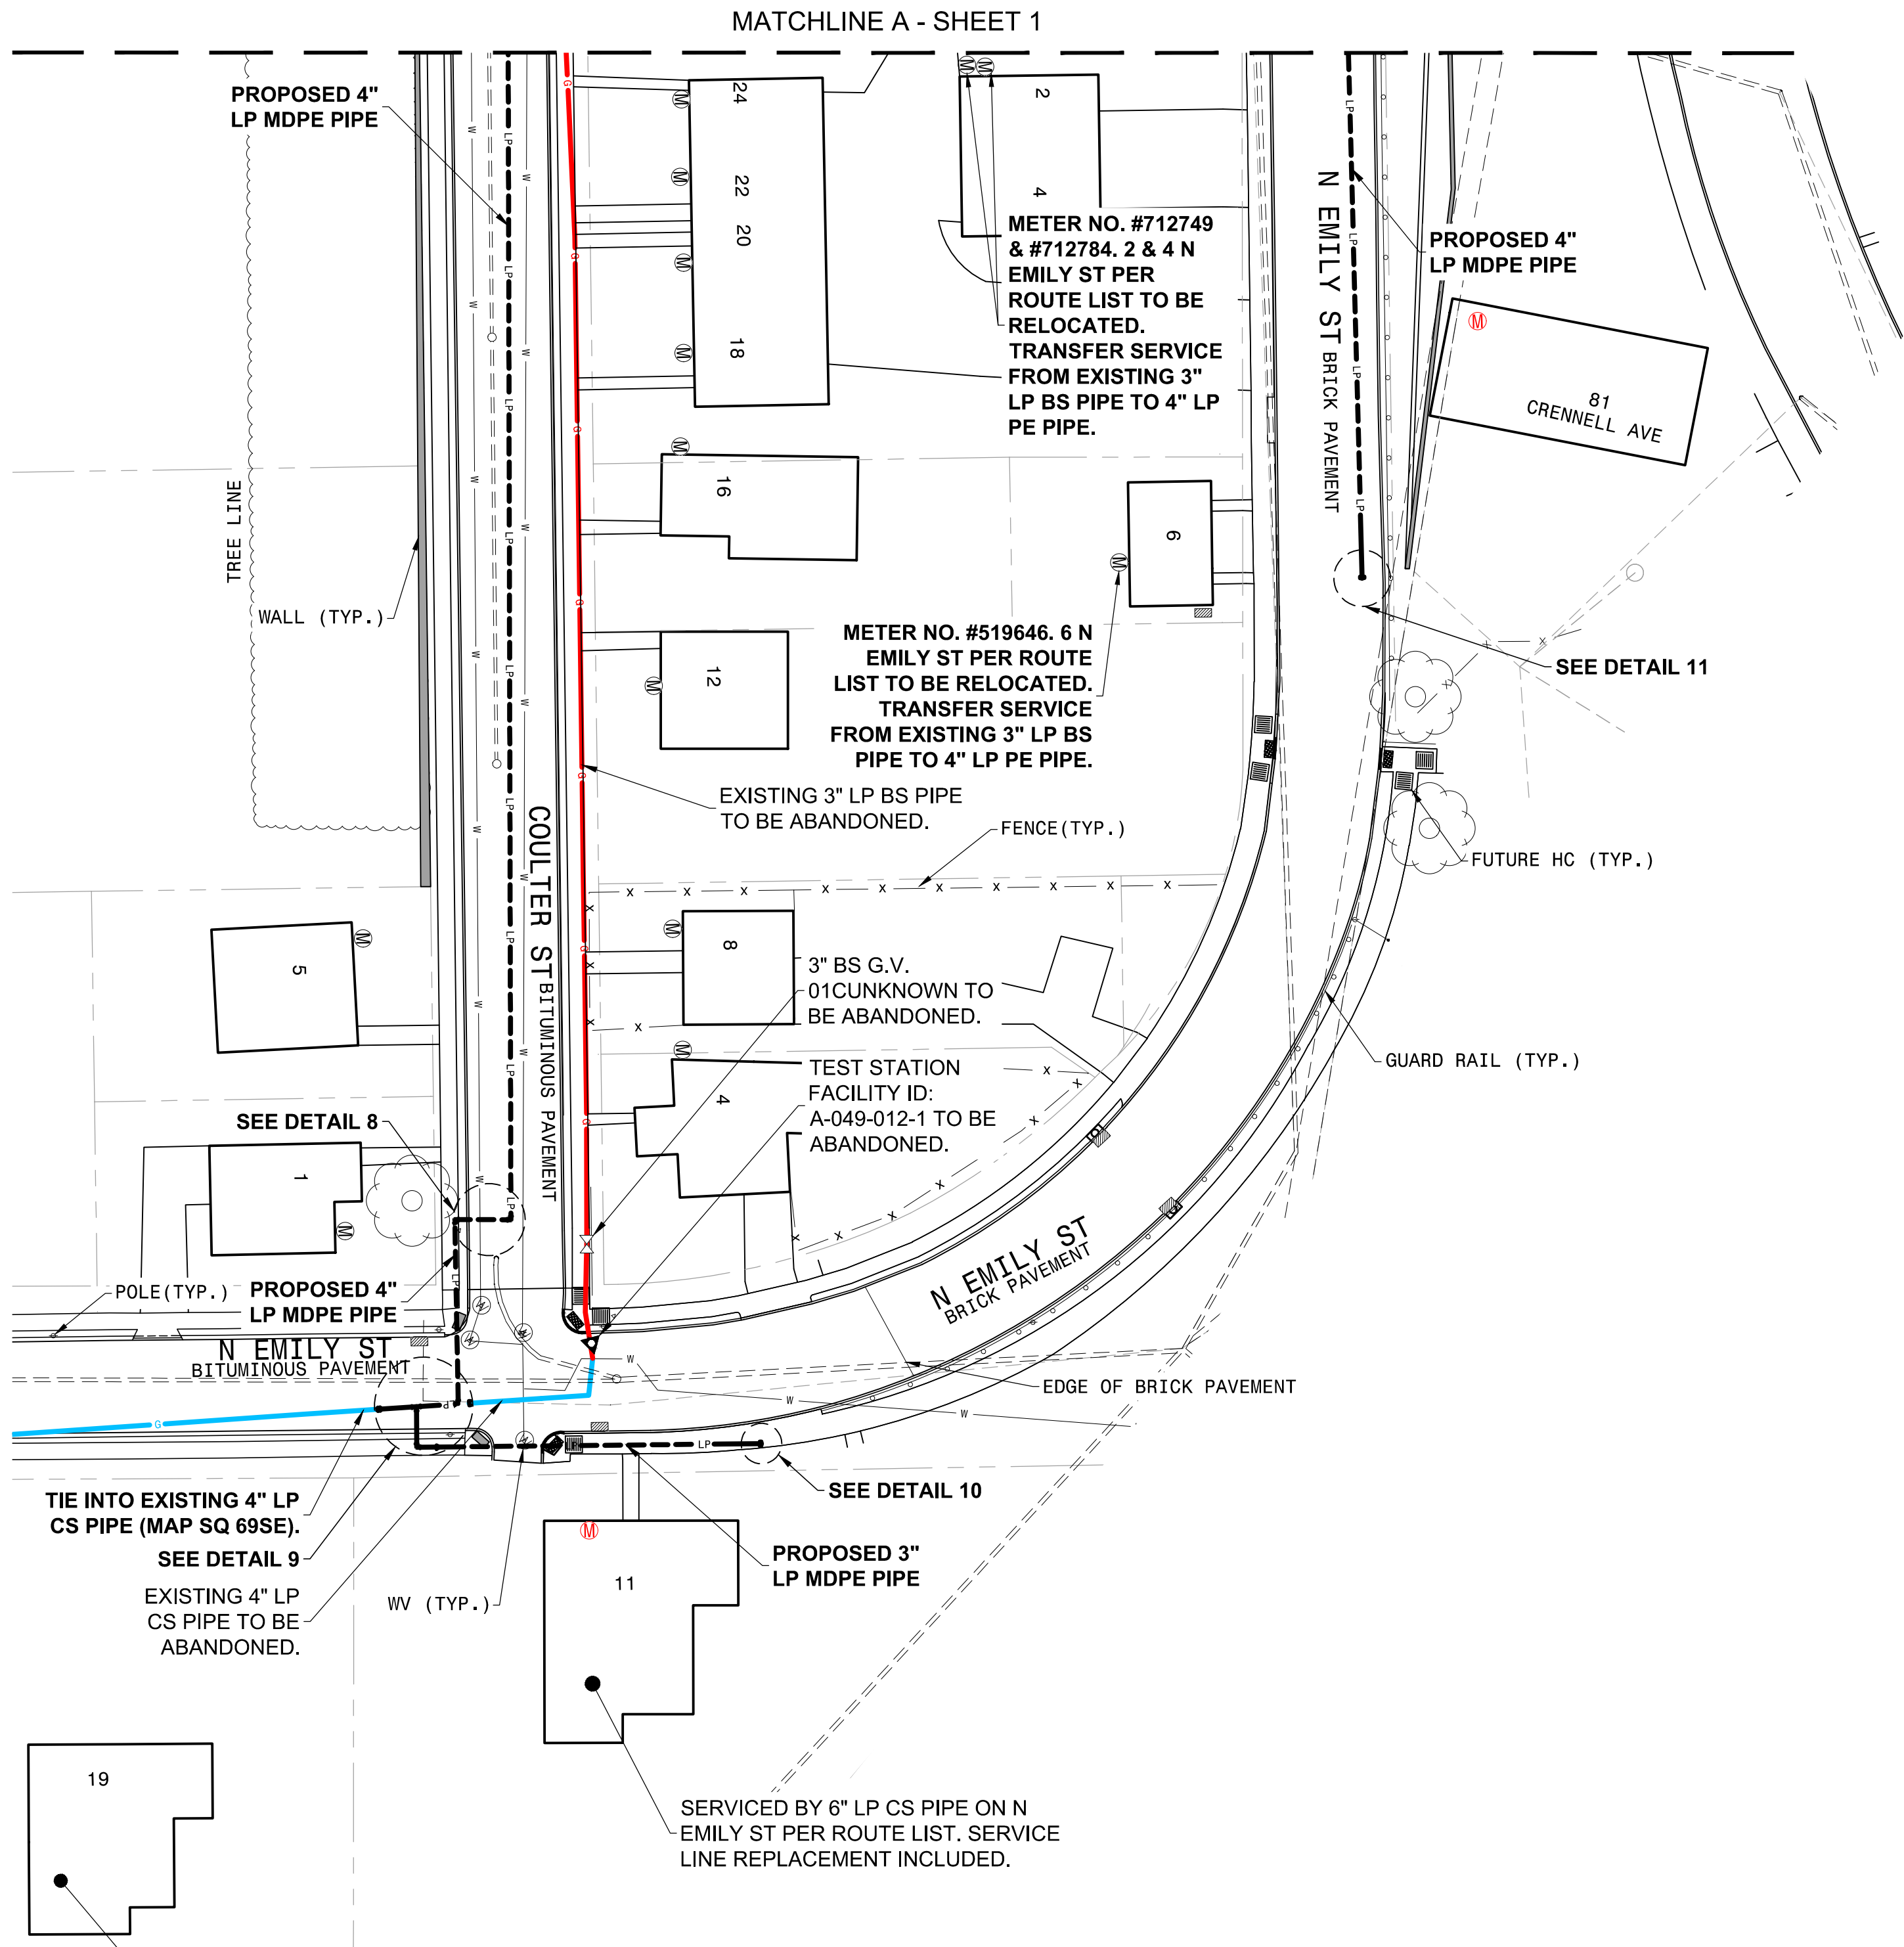 MATCHLINE A - SHEET 1
PROPOSED 4"
LP MDPE PIPE
24
22
20
18
2
4
METER NO. #712749
& #712784. 2 & 4 N
EMILY ST PER
ROUTE LIST TO BE
RELOCATED.
TRANSFER SERVICE
FROM EXISTING 3"
LP BS PIPE TO 4" LP
PE PIPE.
N EMILY ST
BRICK PAVEMENT
PROPOSED 4"
LP MDPE PIPE
81
CRENNELL AVE
TREE LINE
WALL (TYP.)
16
6
12
METER NO. #519646. 6 N
EMILY ST PER ROUTE
LIST TO BE RELOCATED.
TRANSFER SERVICE
FROM EXISTING 3" LP BS
PIPE TO 4" LP PE PIPE.
SEE DETAIL 11
EXISTING 3" LP BS PIPE
TO BE ABANDONED.
FENCE(TYP.)
FUTURE HC (TYP.)
COULTER ST
BITUMINOUS PAVEMENT
5
8
3" BS G.V.
01CUNKNOWN TO
BE ABANDONED.
GUARD RAIL (TYP.)
TEST STATION
FACILITY ID:
A-049-012-1 TO BE
ABANDONED.
4
SEE DETAIL 8
1
POLE(TYP.)
PROPOSED 4"
LP MDPE PIPE
N EMILY ST
BITUMINOUS PAVEMENT
N EMILY ST
BRICK PAVEMENT
EDGE OF BRICK PAVEMENT
TIE INTO EXISTING 4" LP
CS PIPE (MAP SQ 69SE).
SEE DETAIL 9
EXISTING 4" LP
CS PIPE TO BE
ABANDONED.
WV (TYP.)
SEE DETAIL 10
PROPOSED 3"
LP MDPE PIPE
11
19
SERVICED BY 6" LP CS PIPE ON N
EMILY ST PER ROUTE LIST. SERVICE
LINE REPLACEMENT INCLUDED.